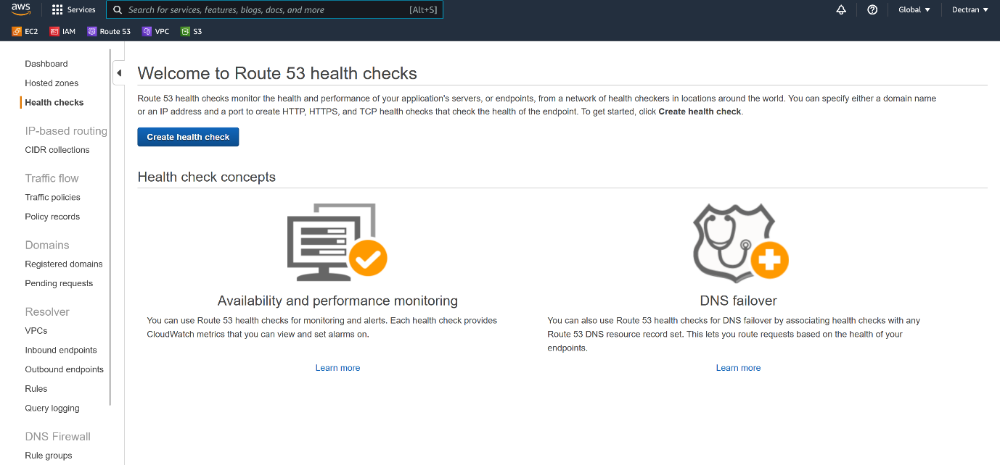 aws
Services
Search for services, features, blogs, docs, and more
[Alt+S]
Global
Dectran
EC2
IAM
Route 53
VPC
S3
Dashboard
Hosted zones
Health checks
IP-based routing
CIDR collections
Traffic flow
Traffic policies
Policy records
Domains
Registered domains
Pending requests
Resolver
VPCs
Inbound endpoints
Outbound endpoints
Rules
Query logging
DNS Firewall
Rule groups
Welcome to Route 53 health checks
Route 53 health checks monitor the health and performance of your application's servers, or endpoints, from a network of health checkers in locations around the world. You can specify either a domain name
or an IP address and a port to create HTTP, HTTPS, and TCP health checks that check the health of the endpoint. To get started, click Create health check.
Create health check
Health check concepts
Availability and performance monitoring
You can use Route 53 health checks for monitoring and alerts. Each health check provides
CloudWatch metrics that you can view and set alarms on.
Learn more
DNS failover
You can also use Route 53 health checks for DNS failover by associating health checks with any
Route 53 DNS resource record set. This lets you route requests based on the health of your
endpoints.
Learn more